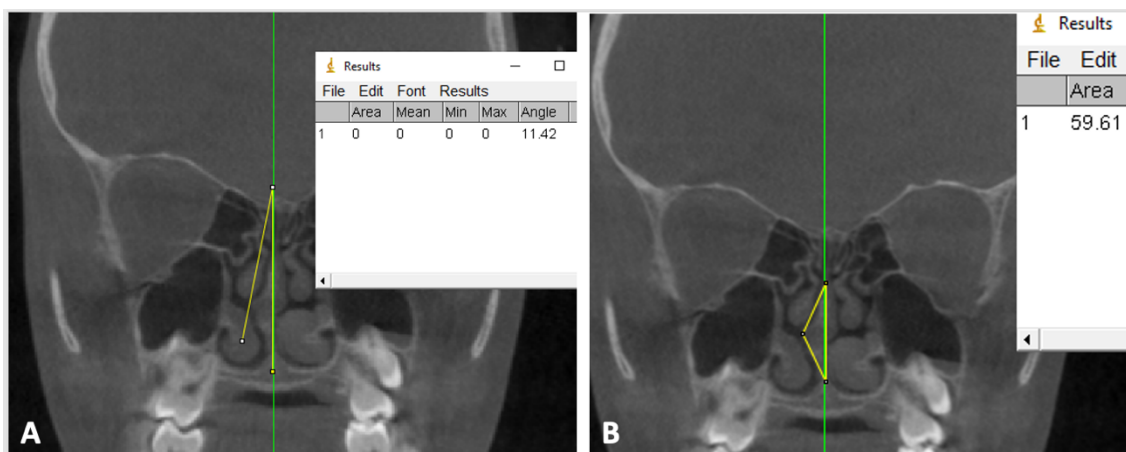 Results
File Edit Font Results
Area Mean Min Max Angle
1 0 0 0 0 11.42
A
Results
File Edit
Area
1 59.61
B